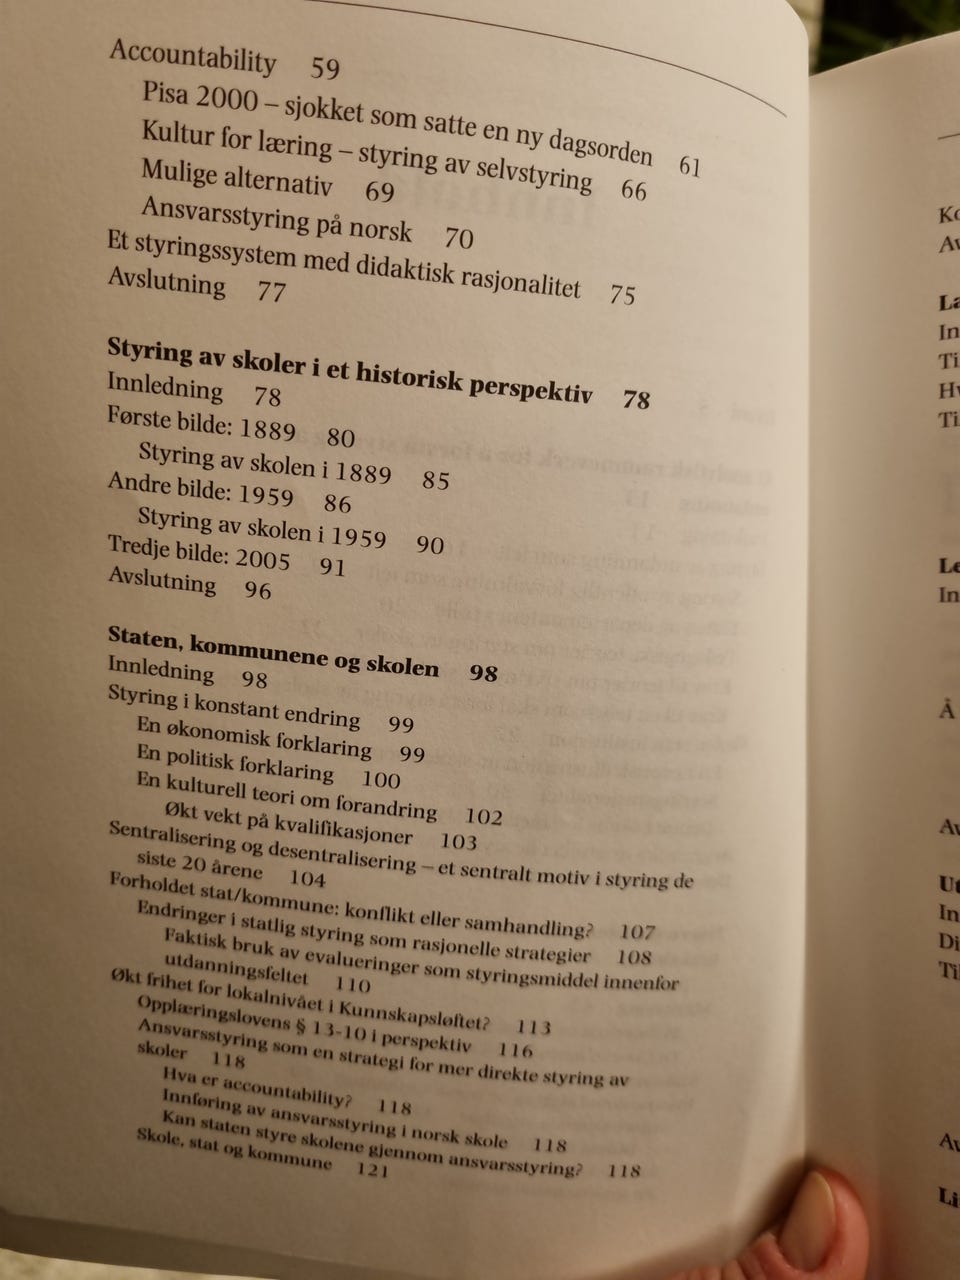 Accountability 59
Pisa 2000 – sjokket som satte en ny dagsorden 61
Kultur for læring – styring av selvstyring 66
Mulige alternativ 69
Ansvarsstyring på norsk 70
Et styringssystem med didaktisk rasjonalitet 75
Avslutning 77
Styring av skoler i et historisk perspektiv 78
Innledning 78
Første bilde: 1889 80
Styring av skolen i 1889 85
Andre bilde: 1959 86
Styring av skolen i 1959 90
Tredje bilde: 2005 91
Avslutning 96
Staten, kommunene og skolen 98
Innledning 98
Styring i konstant endring 99
En økonomisk forklaring 99
En politisk forklaring 100
En kulturell teori om forandring 102
Økt vekt på kvalifikasjoner 103
Sentralisering og desentralisering – et sentralt motiv i styring de
siste 20 årene 104
Forholdet stat/kommune: konflikt eller samhandling? 107
Endringer i statlig styring som rasjonelle strategier 108
Faktisk bruk av evalueringer som styringsmiddel innenfor
utdanningsfeltet 110
Økt frihet for lokalnivået i Kunnskapsløftet? 113
Opplæringslovens § 13-10 i perspektiv 116
Ansvarsstyring som en strategi for mer direkte styring av
skoler 118
Hva er accountability? 118
Innføring av ansvarsstyring i norsk skole 118
Kan staten styre skolene gjennom ansvarsstyring? 118
Skole, stat og kommune 121